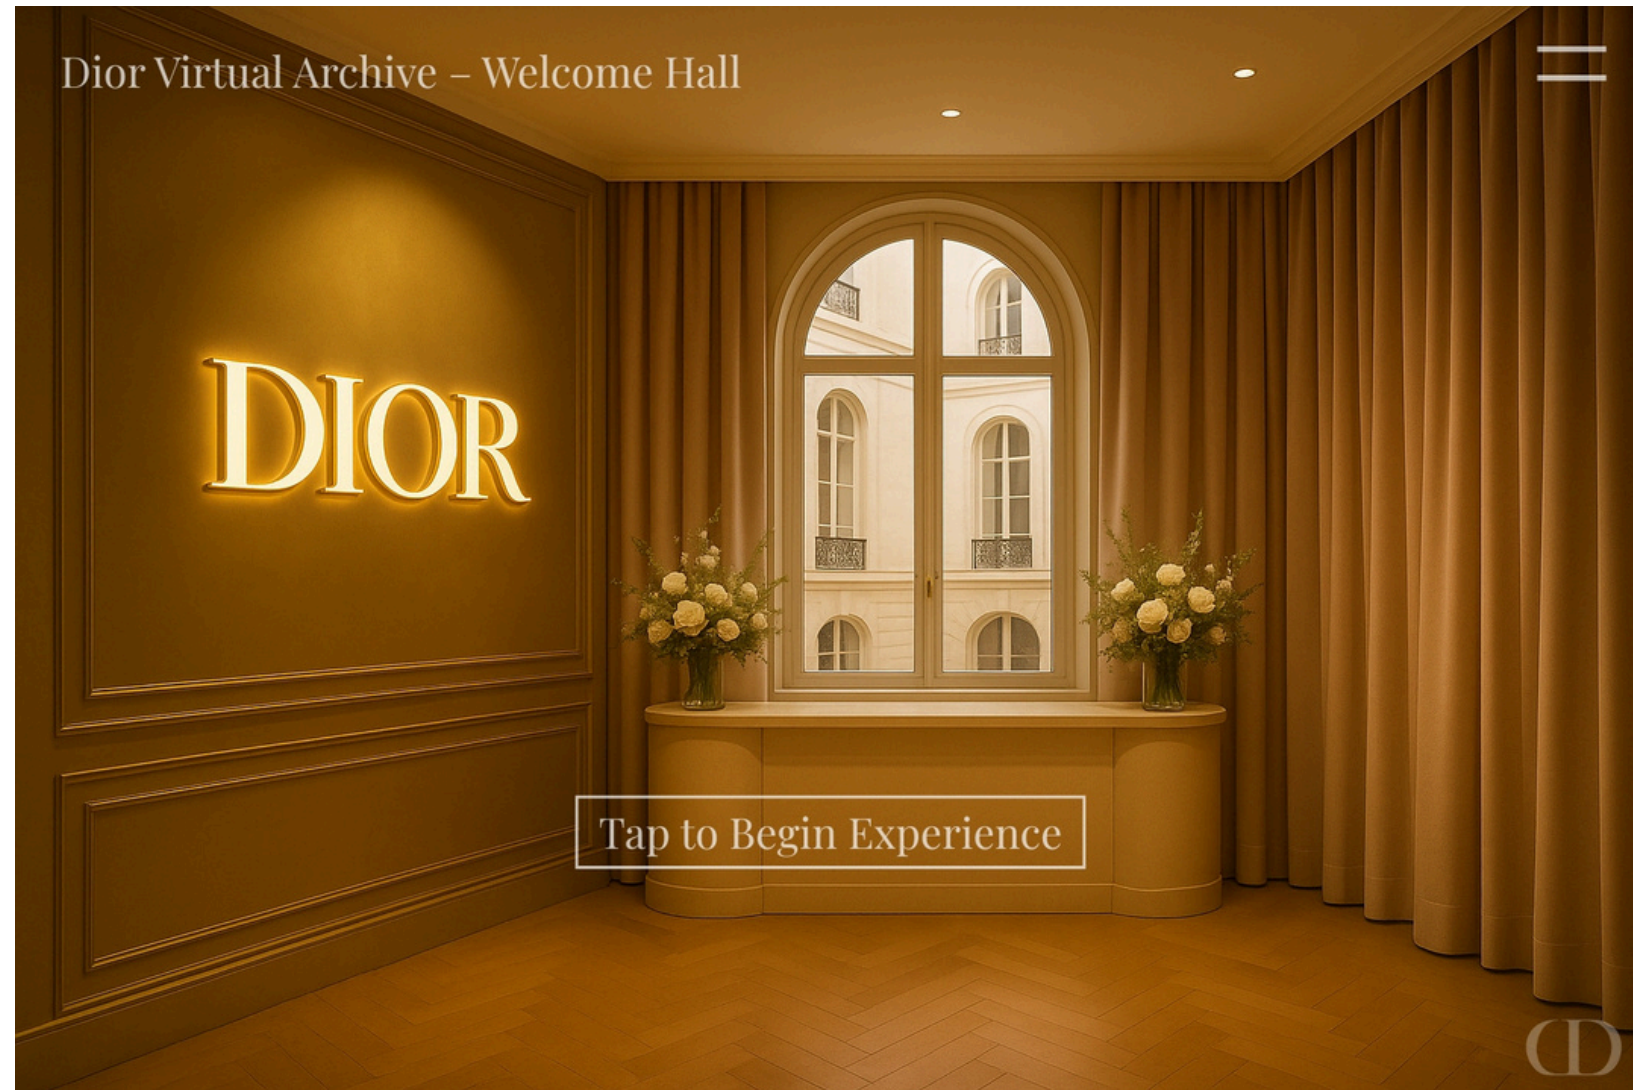 Dior Virtual Archive – Welcome Hall
DIOR
Tap to Begin Experience
CD